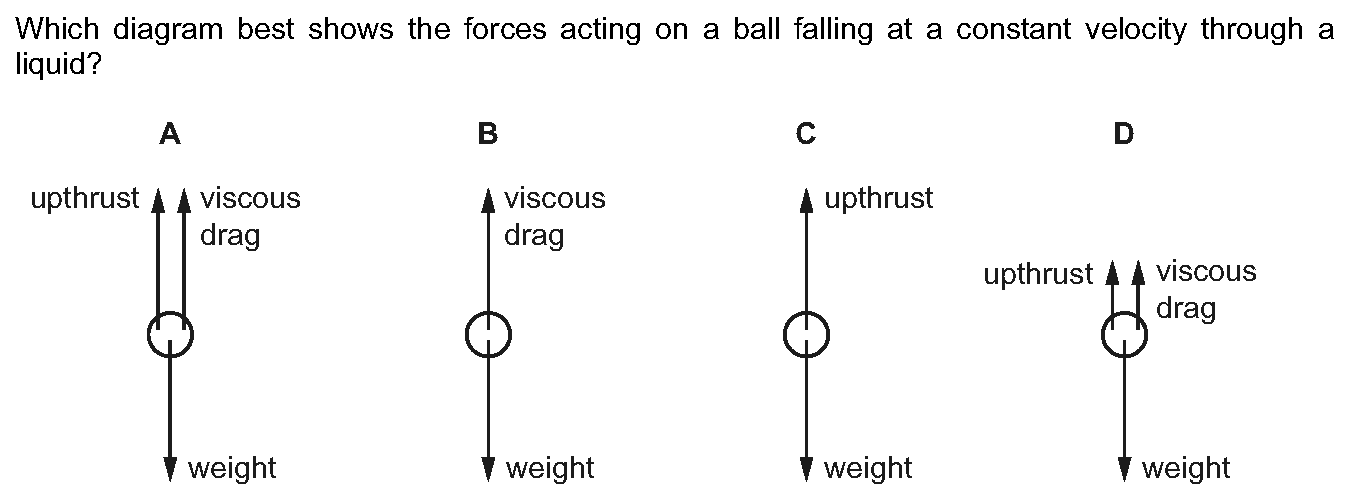 Which diagram best shows the forces acting on a ball falling at a constant velocity through a
liquid?
A
B
C
D
upthrust
viscous
drag
weight
viscous
drag
weight
upthrust
weight
upthrust
viscous
drag
weight